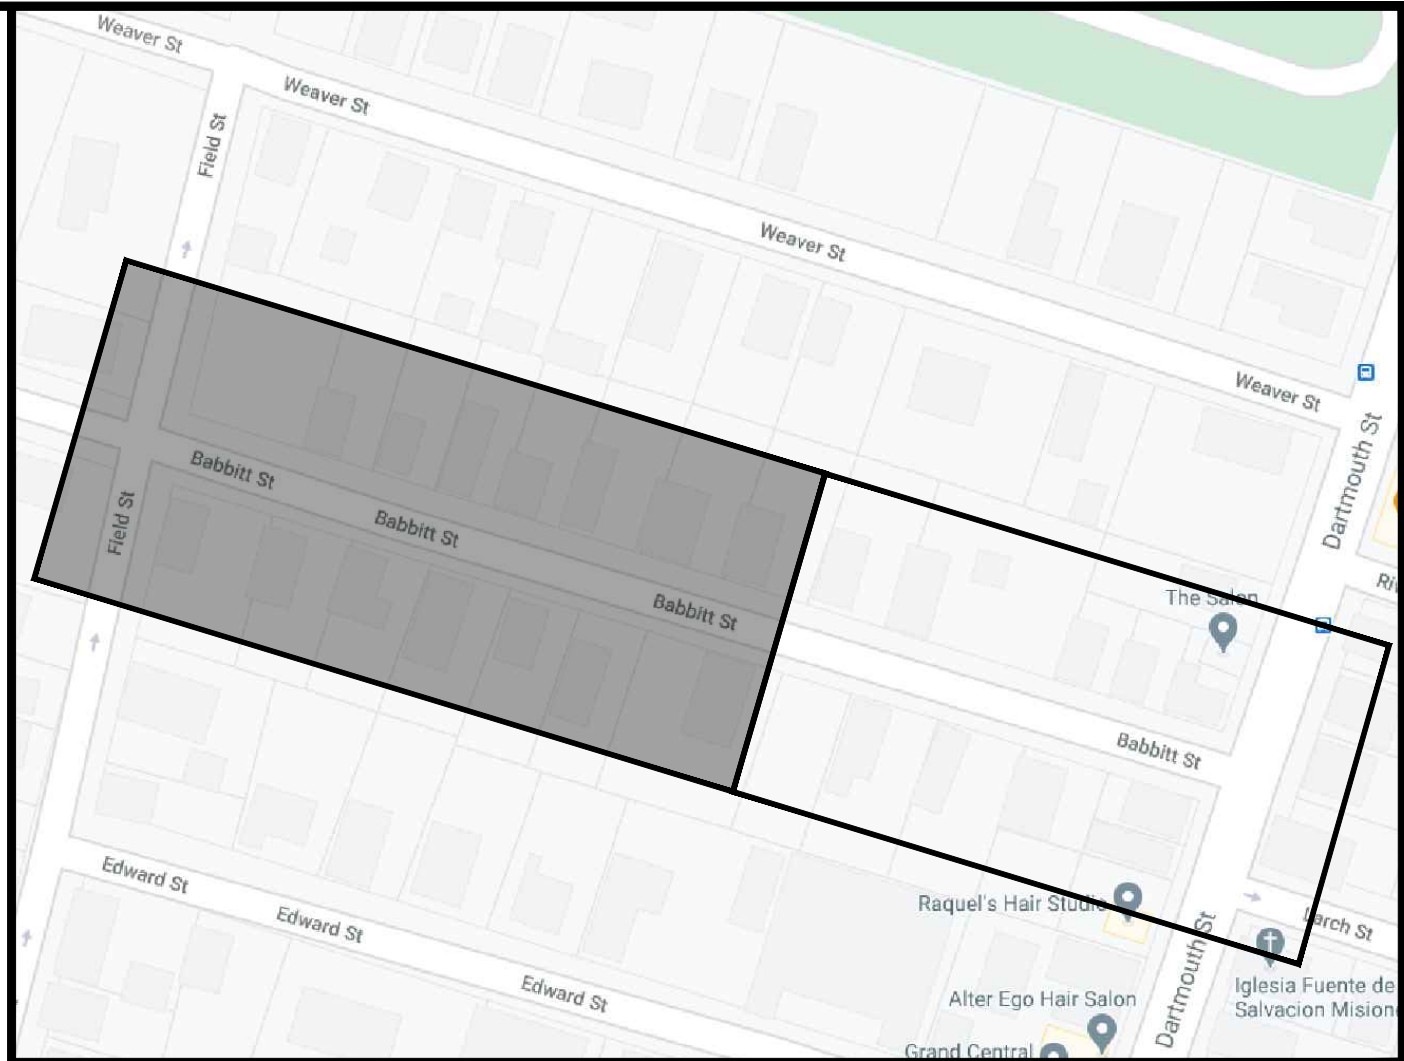 Weaver St
Weaver St
Field St
Weaver St
Weaver St
Dartmouth St
Babbitt St
Field St
Babbitt St
Babbitt St
The Salon
Babbitt St
Edward St
Edward St
Edward St
Raquel's Hair Studio
Larch St
Dartmouth St
Iglesia Fuente de
Salvacion Mision
Alter Ego Hair Salon
Grand Central